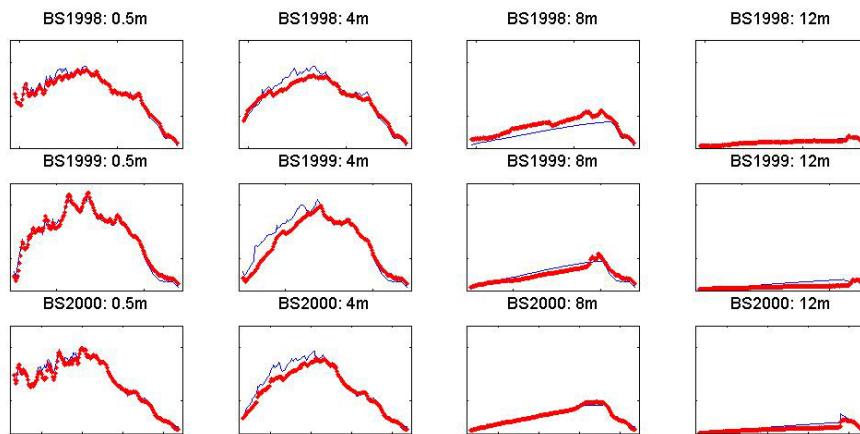 BS1998: 0.5m
BS1998: 4m
BS1998: 8m
BS1998: 12m
BS1999: 0.5m
BS1999: 4m
BS1999: 8m
BS1999: 12m
BS2000: 0.5m
BS2000: 4m
BS2000: 8m
BS2000: 12m